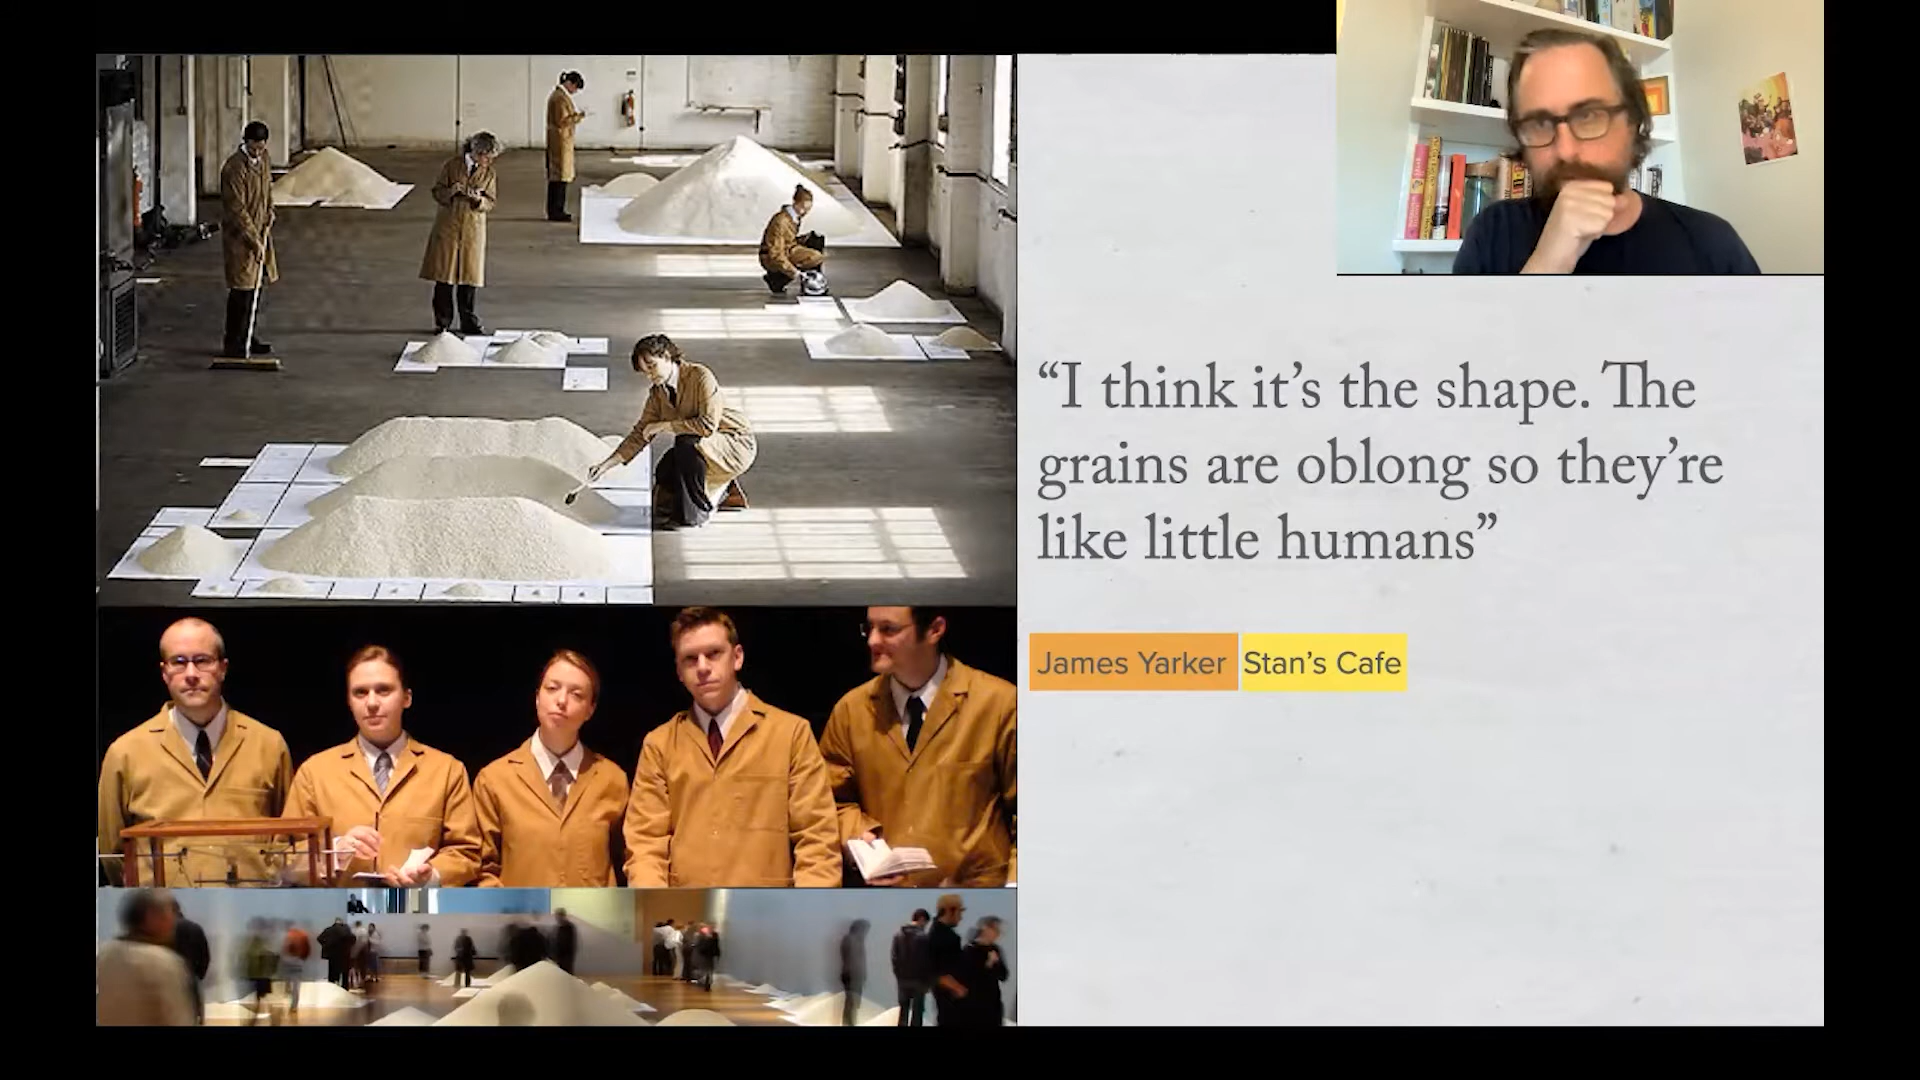 “I think it’s the shape. The
grains are oblong so they’re
like little humans”
James Yarker Stan’s Cafe